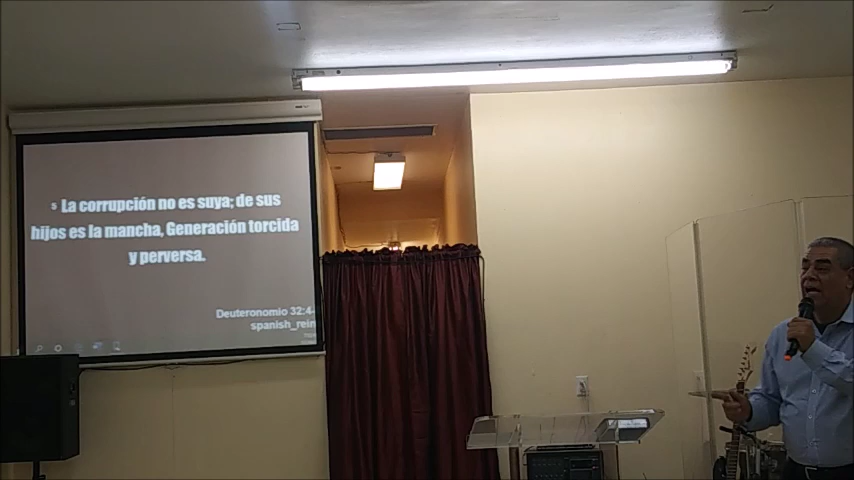 5 La corrupción no es suya; de sus
hijos es la mancha, Generación torcida
y perversa.
Deuteronomio 32:4-
spanish_rein